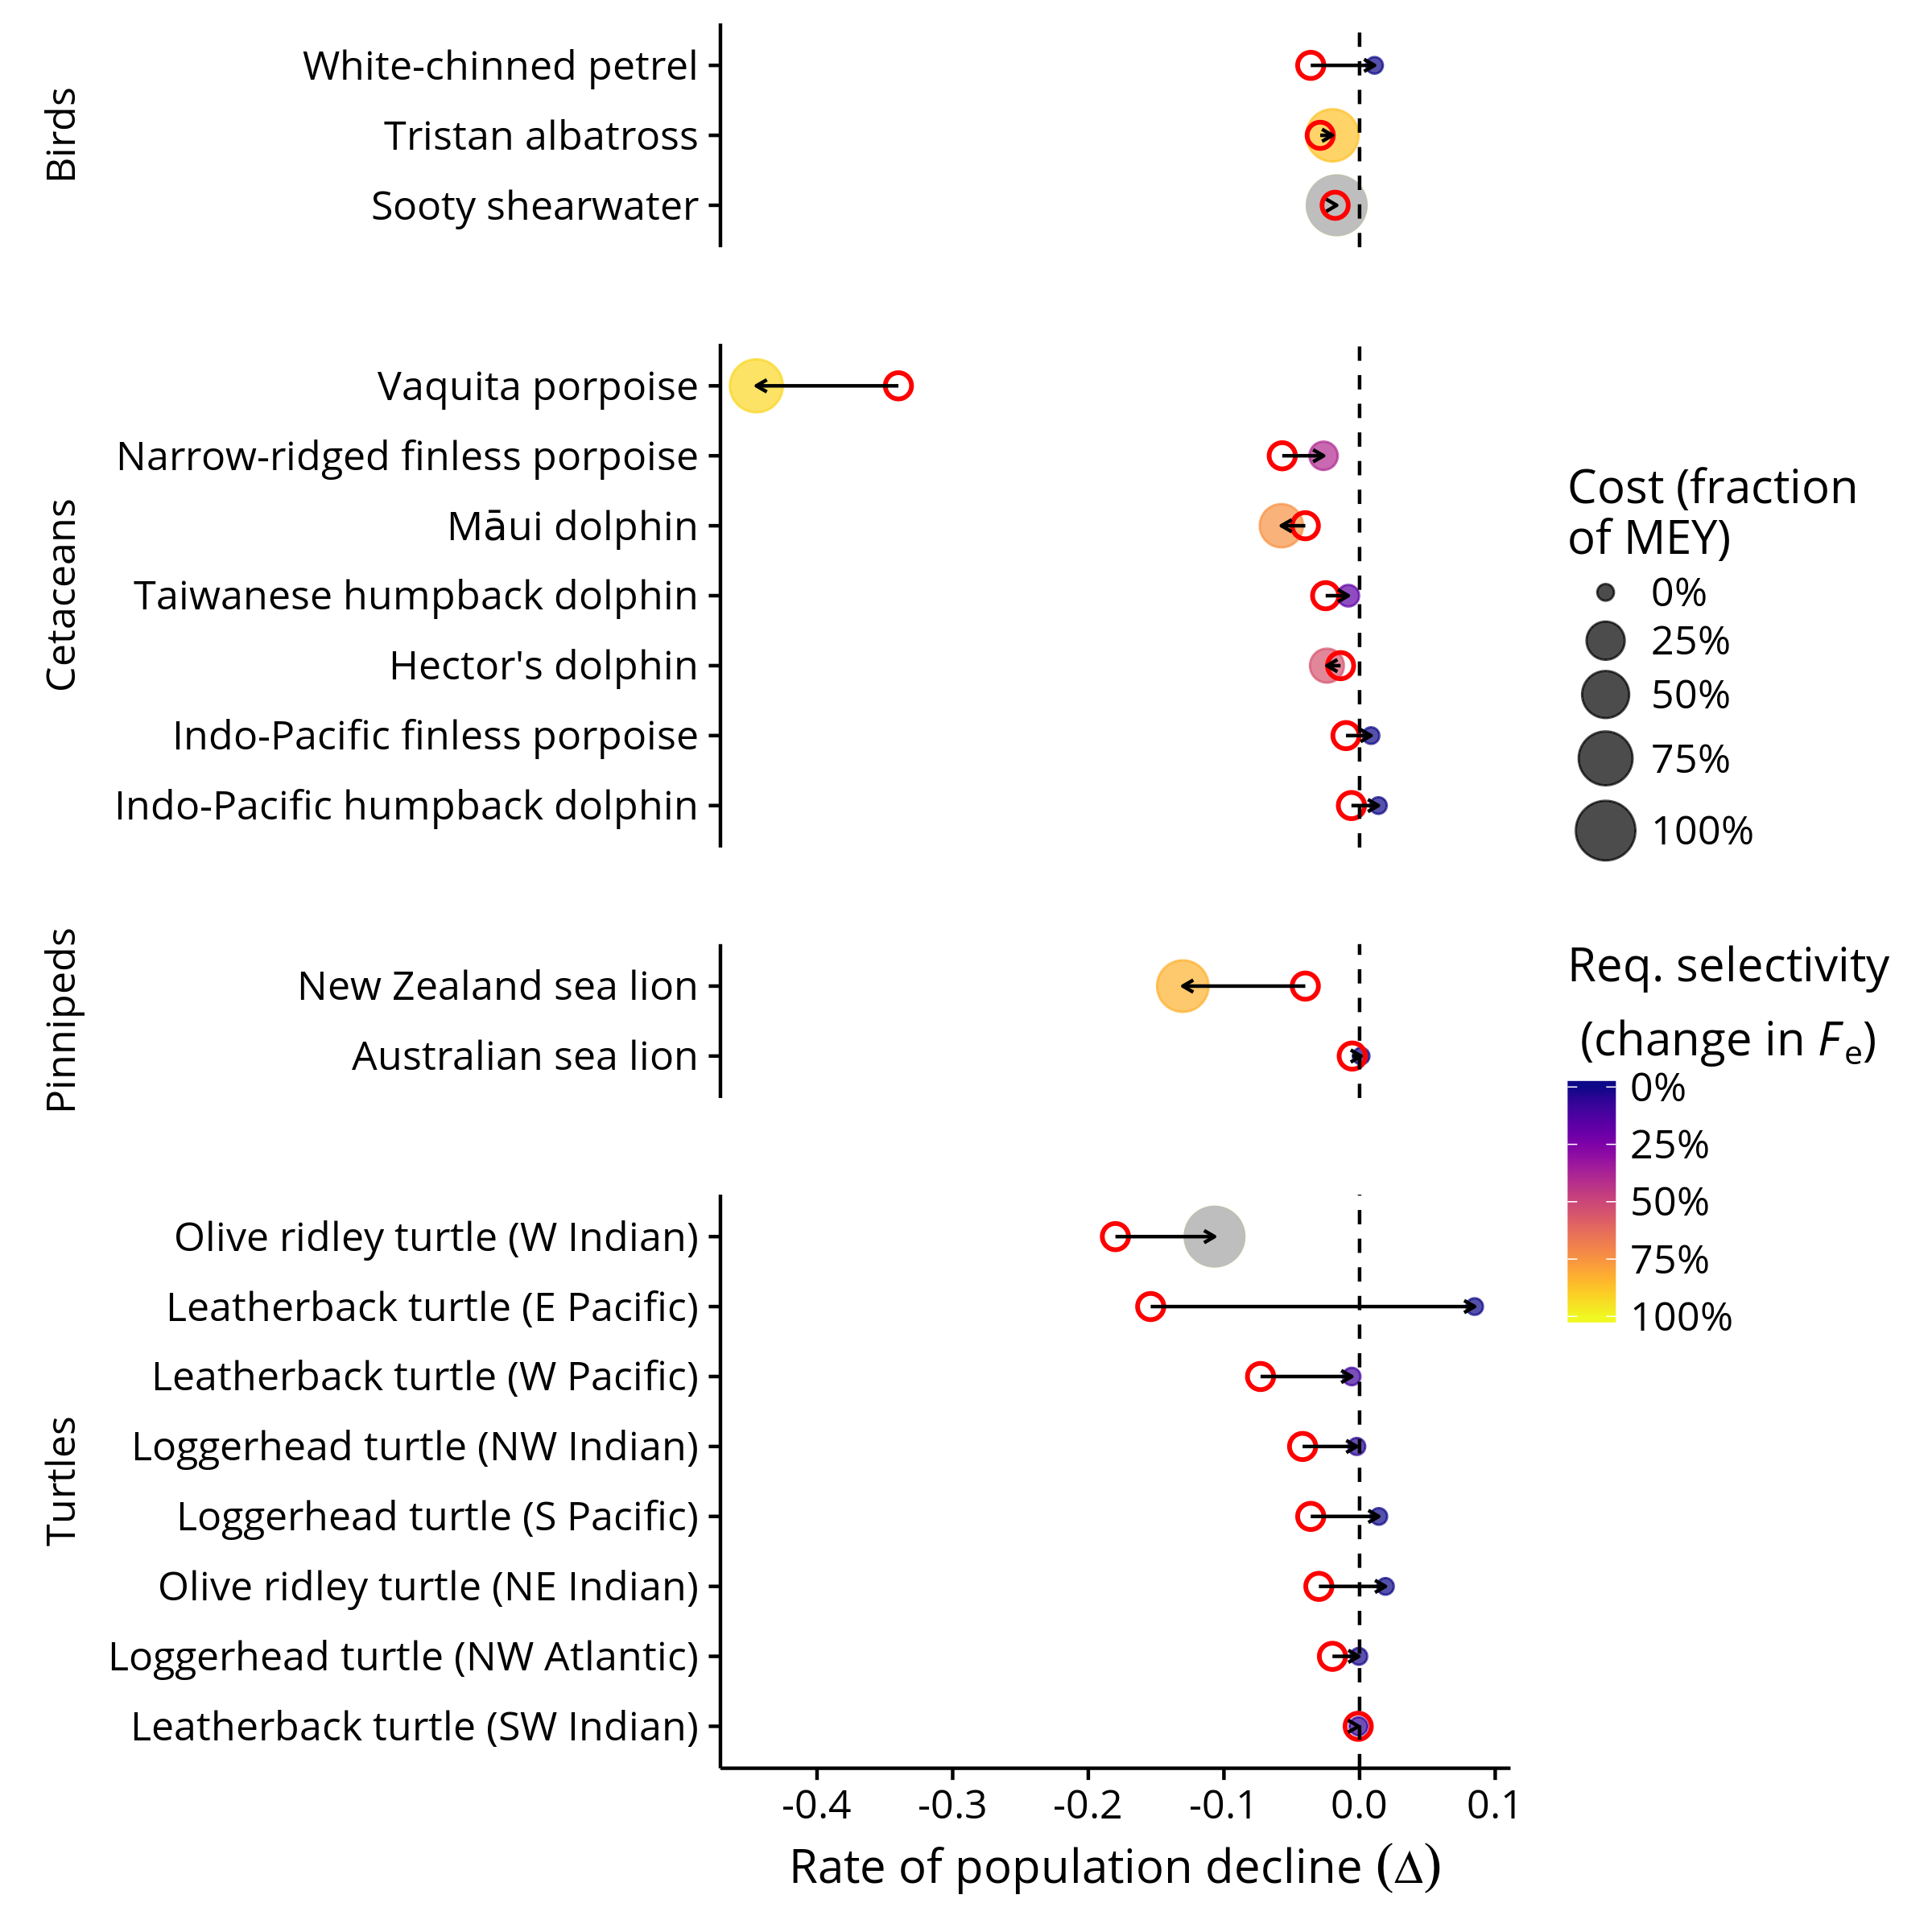 Birds
White-chinned petrel
Tristan albatross
Sooty shearwater
Cetaceans
Vaquita porpoise
Narrow-ridged finless porpoise
Māui dolphin
Taiwanese humpback dolphin
Hector's dolphin
Indo-Pacific finless porpoise
Indo-Pacific humpback dolphin
Pinnipeds
New Zealand sea lion
Australian sea lion
Turtles
Olive ridley turtle (W Indian)
Leatherback turtle (E Pacific)
Leatherback turtle (W Pacific)
Loggerhead turtle (NW Indian)
Loggerhead turtle (S Pacific)
Olive ridley turtle (NE Indian)
Loggerhead turtle (NW Atlantic)
Leatherback turtle (SW Indian)
-0.4 -0.3 -0.2 -0.1 0.0 0.1
Rate of population decline (Δ)
Cost (fraction
of MEY)
0%
25%
50%
75%
100%
Req. selectivity
(change in Fe)
0%
25%
50%
75%
100%